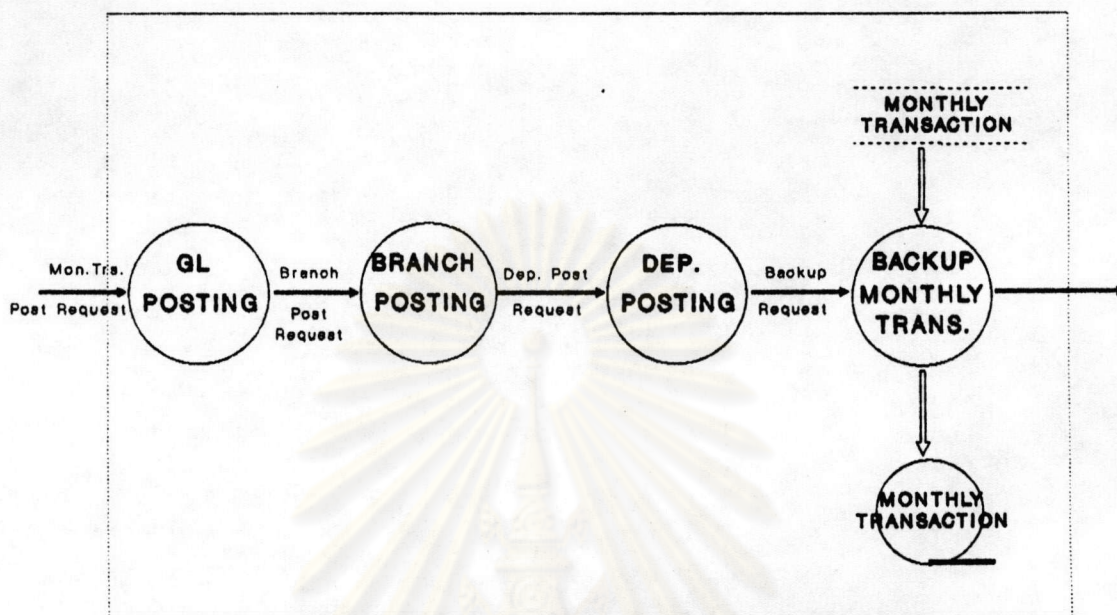 MONTHLY
TRANSACTION
Mon.Trs.
Post Request
GL
POSTING
Branch
Post
Request
BRANCH
POSTING
Dep. Post
Request
DEP.
POSTING
Backup
Request
BACKUP
MONTHLY
TRANS.
MONTHLY
TRANSACTION